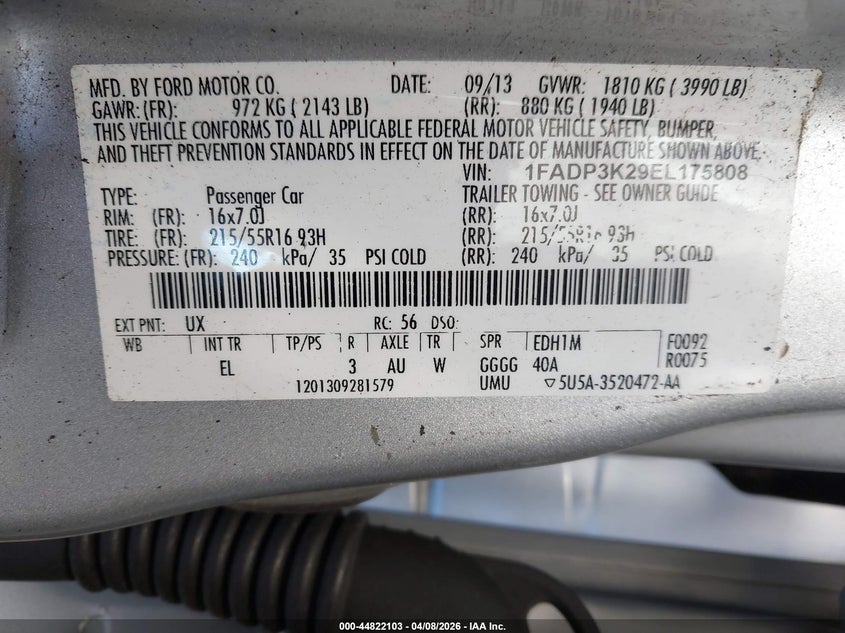 MFD. BY FORD MOTOR CO. DATE: 09/13 GVWR: 1810 KG ( 3990 LB)
GAWR: (FR): 972 KG ( 2143 LB) (RR): 880 KG ( 1940 LB)
THIS VEHICLE CONFORMS TO ALL APPLICABLE FEDERAL MOTOR VEHICLE SAFETY, BUMPER,
AND THEFT PREVENTION STANDARDS IN EFFECT ON THE DATE OF MANUFACTURE SHOWN ABOVE.
VIN: 1FADP3K29EL175808
TYPE: Passenger Car TRAILER TOWING - SEE OWNER GUIDE
RIM: (FR): 16x7.0J (RR): 16x7.0J
TIRE: (FR): 215/55R16 93H (RR): 215/55R16 93H
PRESSURE: (FR): 240 kPa/ 35 PSI COLD (RR): 240 kPa/ 35 PSI COLD
EXT PNT: UX RC: 56 DSO:
WB INT TR TP/PS R AXLE TR SPR EDH1M F0092
EL 3 AU W GGGG 40A R0075
1201309281579 UMU ▽5U5A-3520472-AA
000-44822103 - 04/08/2026 - IAA Inc.